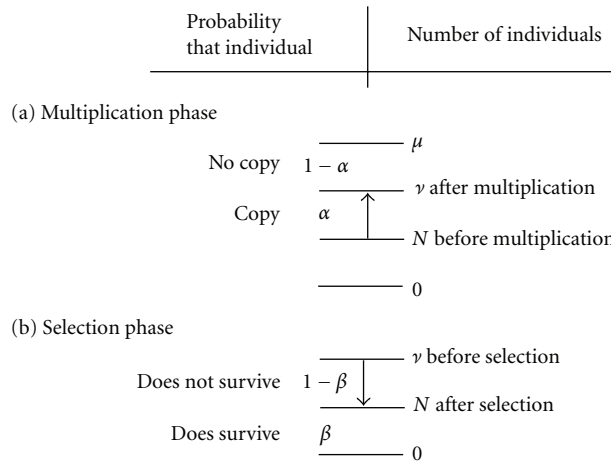 Probability
that individual
Number of individuals
(a) Multiplication phase
μ
No copy 1 − α
ν after multiplication
Copy α
N before multiplication
0
(b) Selection phase
ν before selection
Does not survive 1 − β
N after selection
Does survive β
0